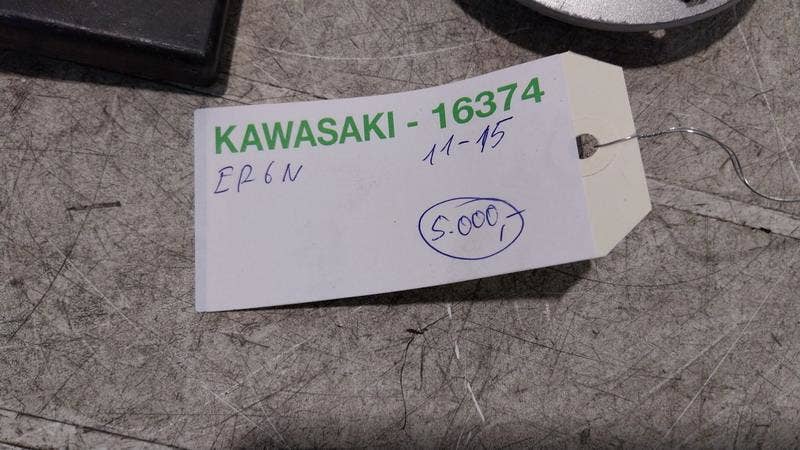 KAWASAKI - 16374
ER6N 11-15
5.000,-